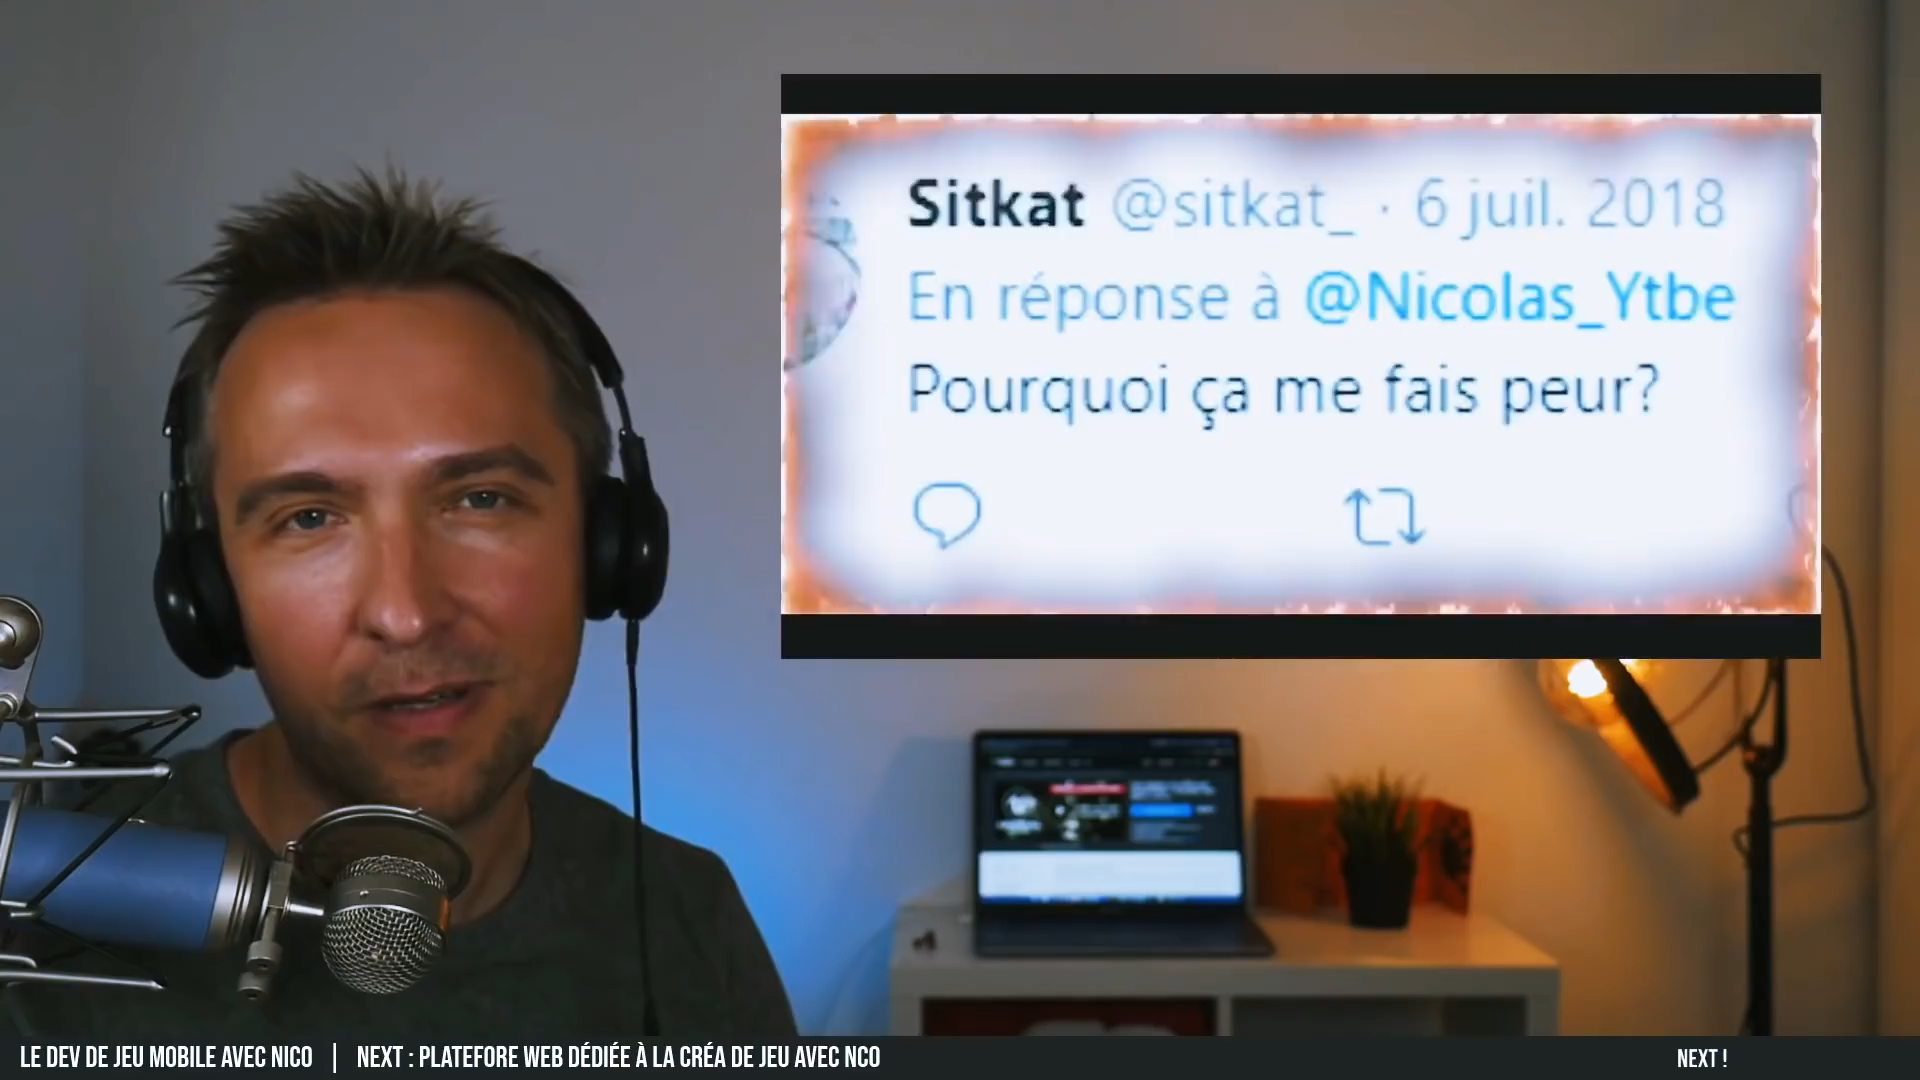 Sitkat @sitkat_ · 6 juil. 2018
En réponse à @Nicolas_Ytbe
Pourquoi ça me fais peur?
LE DEV DE JEU MOBILE AVEC NICO | NEXT : PLATEFORE WEB DÉDIÉE À LA CRÉA DE JEU AVEC NCO
NEXT !